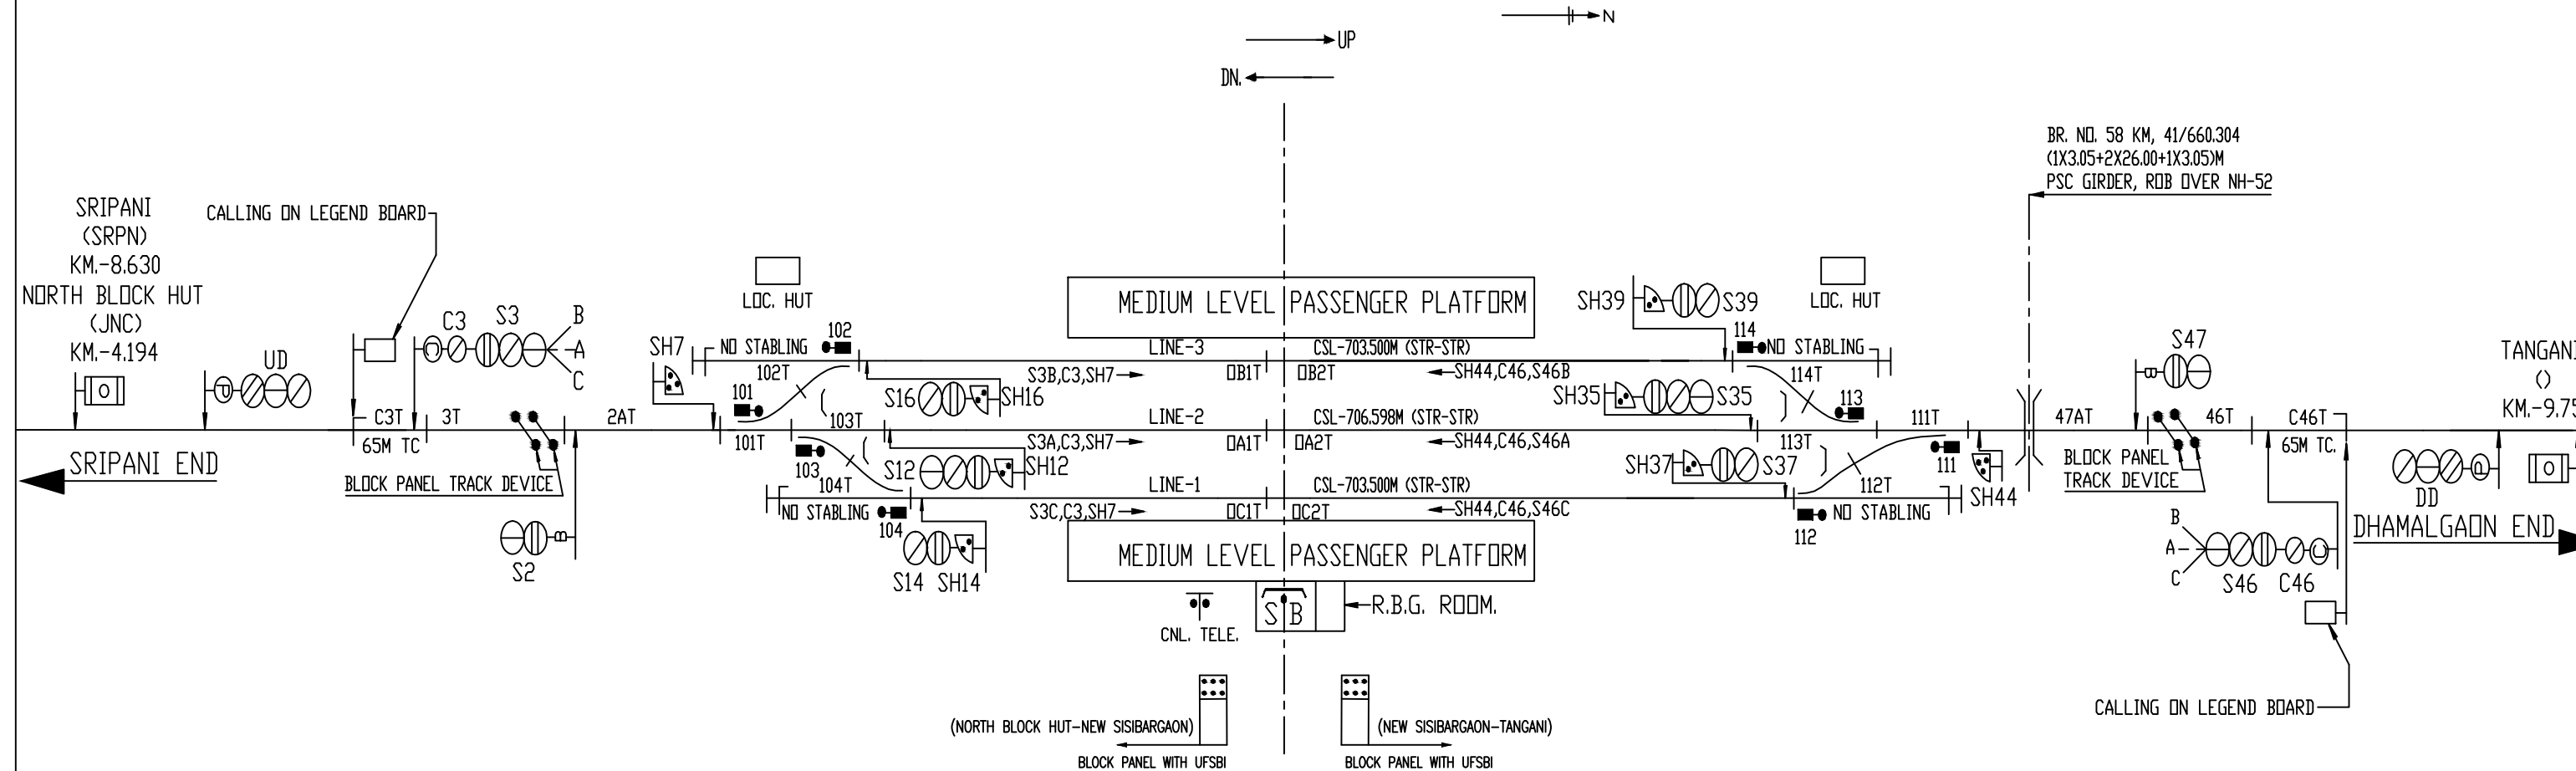 N
UP
DN.
BR. NO. 58 KM, 41/660.304
(1X3.05+2X26.00+1X3.05)M
PSC GIRDER, ROB OVER NH-52
SRIPANI
(SRPN)
KM.-8.630
NORTH BLOCK HUT
(JNC)
KM.-4.194
CALLING ON LEGEND BOARD
UD
P
C3
S3
B
A
C
C
C3T
3T
65M TC
2AT
SRIPANI END
BLOCK PANEL TRACK DEVICE
B
S2
LOC. HUT
SH7
NO STABLING
102
102T
101
101T
103T
103
104T
NO STABLING
104
S16
SH16
S12
SH12
S14
SH14
MEDIUM LEVEL PASSENGER PLATFORM
LINE-3
CSL-703.500M (STR-STR)
S3B,C3,SH7
OB1T
OB2T
SH44,C46,S46B
LINE-2
CSL-706.598M (STR-STR)
S3A,C3,SH7
OA1T
OA2T
SH44,C46,S46A
LINE-1
CSL-703.500M (STR-STR)
S3C,C3,SH7
OC1T
OC2T
SH44,C46,S46C
MEDIUM LEVEL PASSENGER PLATFORM
SH39
S39
SH35
S35
SH37
S37
LOC. HUT
114
NO STABLING
114T
113
113T
111T
111
112T
112
NO STABLING
SH44
47AT
S47
B
46T
C46T
65M TC.
BLOCK PANEL
TRACK DEVICE
B
A
C
S46
C46
C
P
DD
DHAMALGAON END
TANGANI
()
KM.-9.75
CALLING ON LEGEND BOARD
CNL. TELE.
S B
R.B.G. ROOM.
(NORTH BLOCK HUT-NEW SISIBARGAON)
BLOCK PANEL WITH UFSBI
(NEW SISIBARGAON-TANGANI)
BLOCK PANEL WITH UFSBI